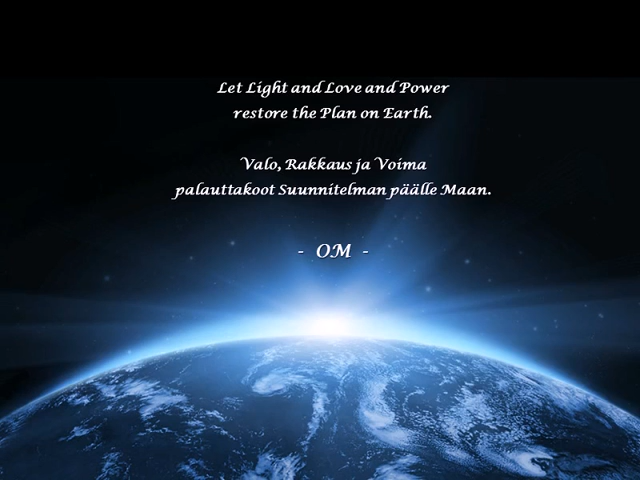 Let Light and Love and Power
restore the Plan on Earth.
Valo, Rakkaus ja Voima
palauttakoot Suunnitelman päälle Maan.
- OM -